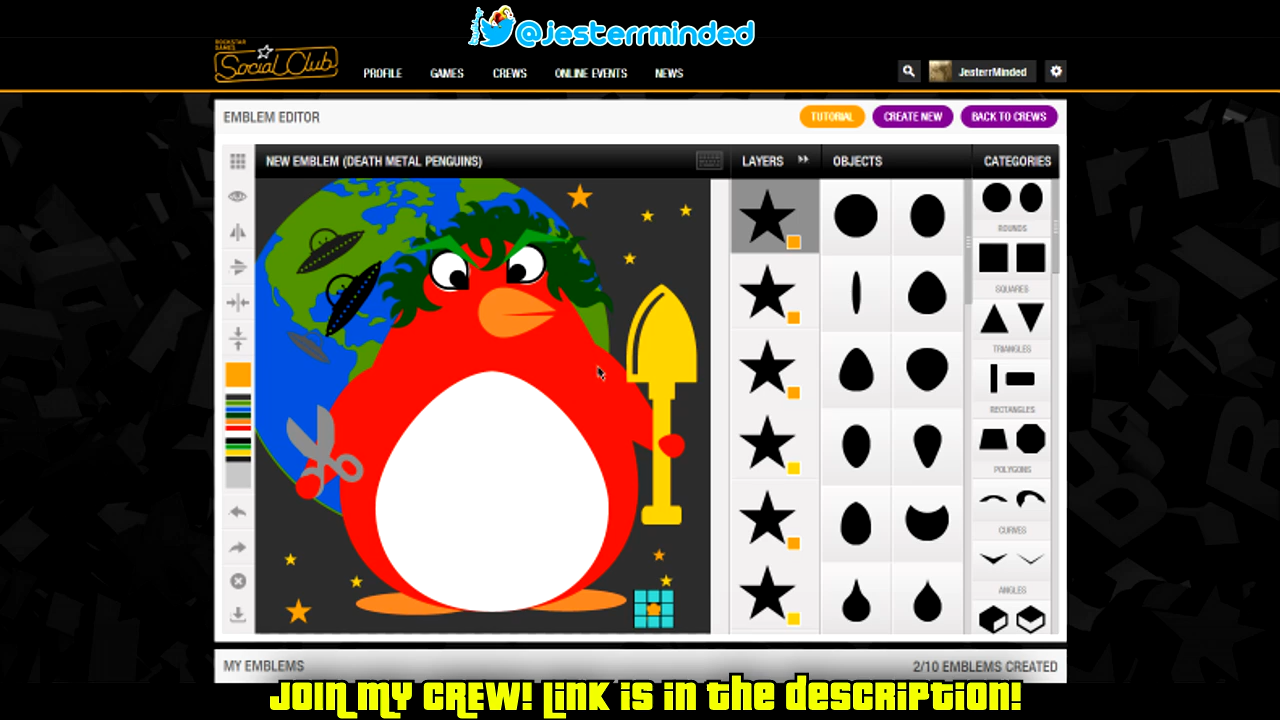 @jesterrminded
ROCKSTAR GAMES
Social Club
PROFILE GAMES CREWS ONLINE EVENTS NEWS
JesterrMinded
EMBLEM EDITOR
TUTORIAL CREATE NEW BACK TO CREWS
NEW EMBLEM (DEATH METAL PENGUINS)
LAYERS OBJECTS CATEGORIES
ROUNDS
SQUARES
TRIANGLES
RECTANGLES
POLYGONS
CURVES
ANGLES
MY EMBLEMS
2/10 EMBLEMS CREATED
JOIN MY CREW! LINK IS IN THE DESCRIPTION!